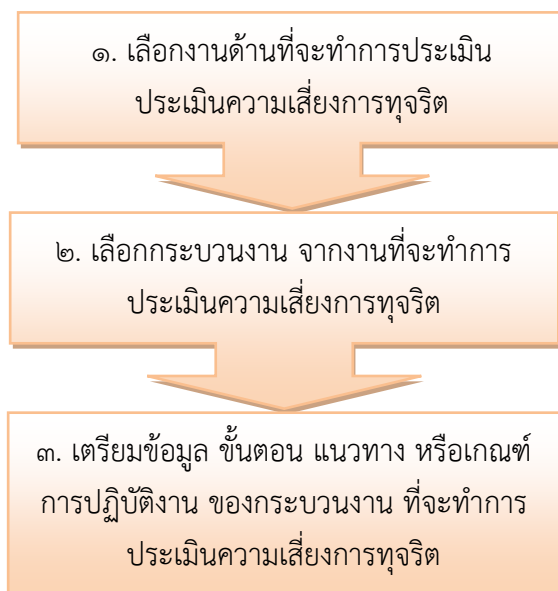 ๑. เลือกงานด้านที่จะทำการประเมิน
ประเมินความเสี่ยงการทุจริต
๒. เลือกกระบวนงาน จากงานที่จะทำการ
ประเมินความเสี่ยงการทุจริต
๓. เตรียมข้อมูล ขั้นตอน แนวทาง หรือเกณฑ์
การปฏิบัติงาน ของกระบวนงาน ที่จะทำการ
ประเมินความเสี่ยงการทุจริต